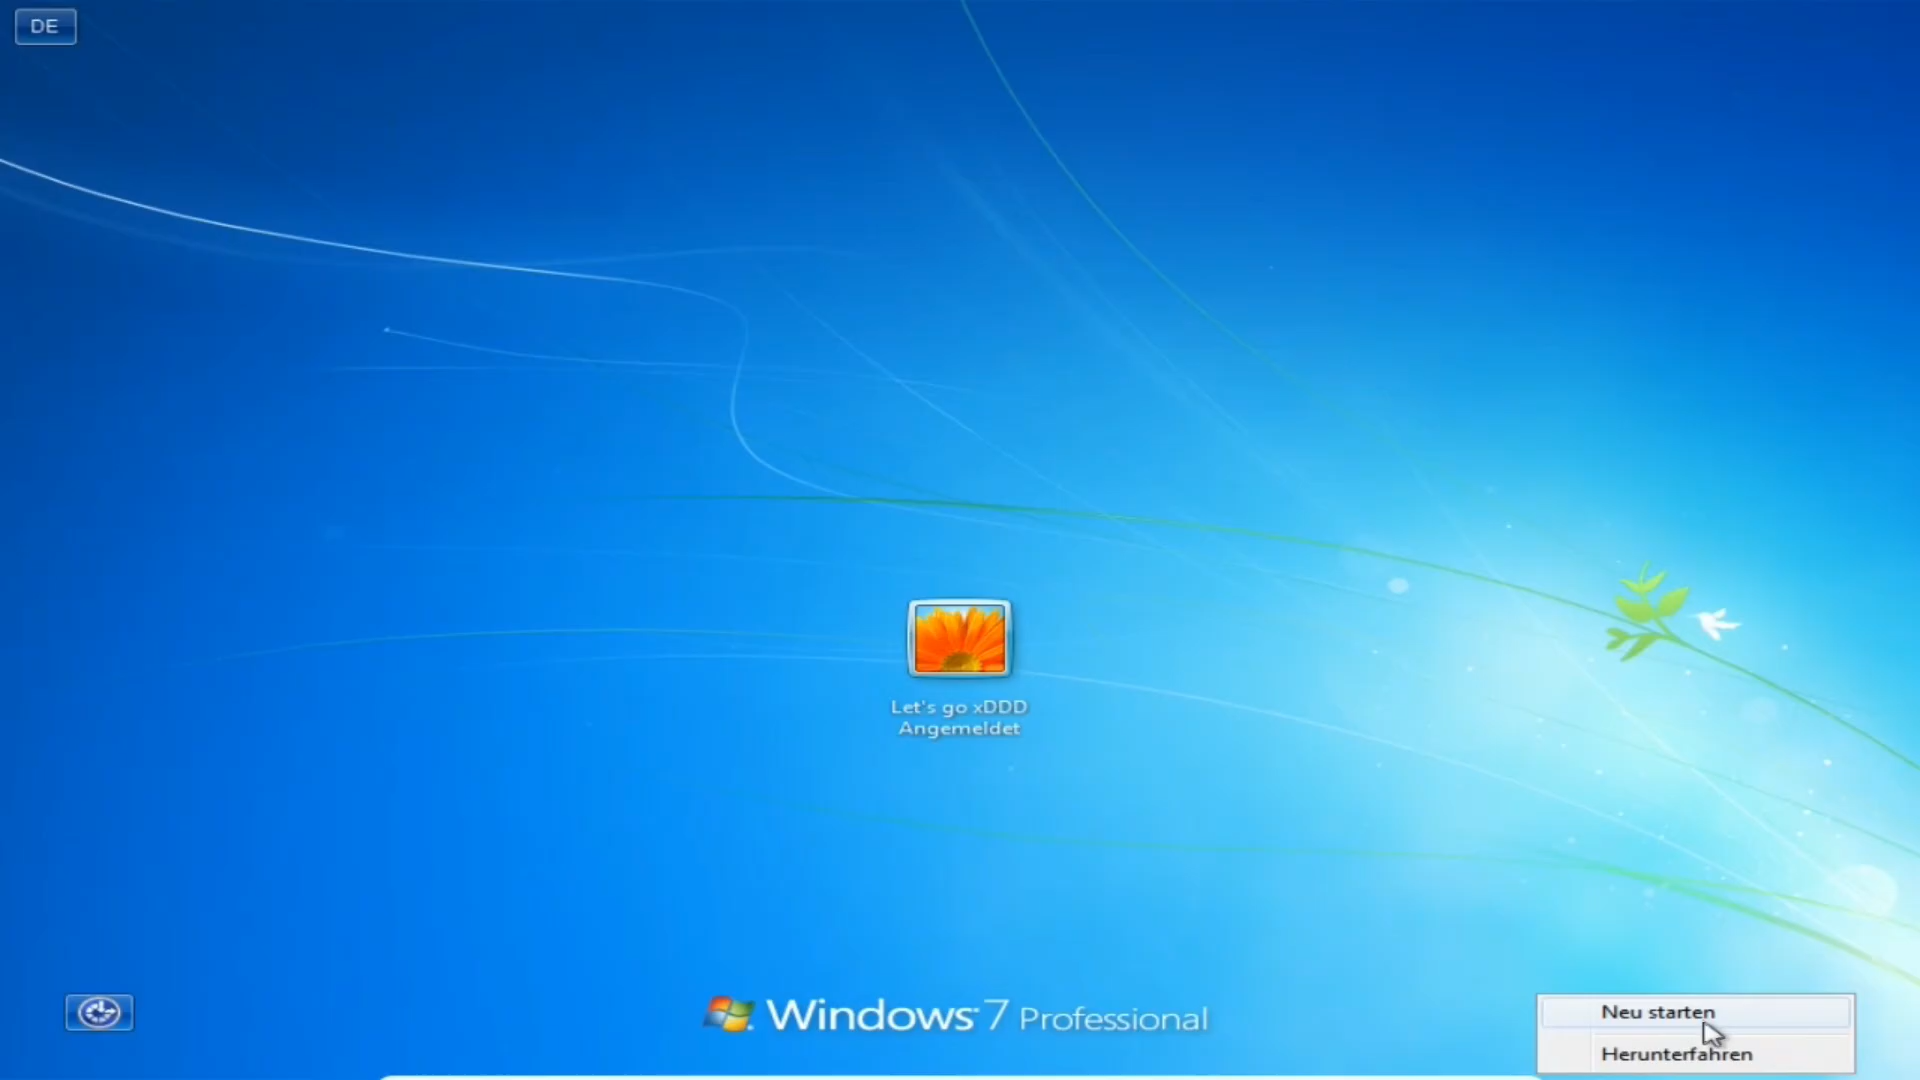 DE
Let's go xDDD
Angemeldet
Windows 7 Professional
Neu starten
Herunterfahren